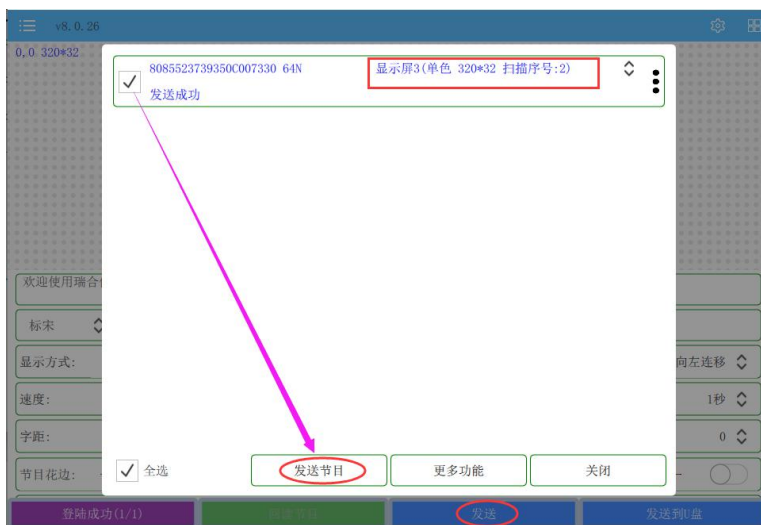 v8.0.26
0,0 320*32
8085523739350C007330 64N 显示屏3(单色 320*32 扫描序号:2)
发送成功
欢迎使用瑞合
标宋
显示方式: 向左连移
速度: 1秒
字距: 0
节目花边:
全选 发送节目 更多功能 关闭
登陆成功(1/1) 发送 发送到U盘